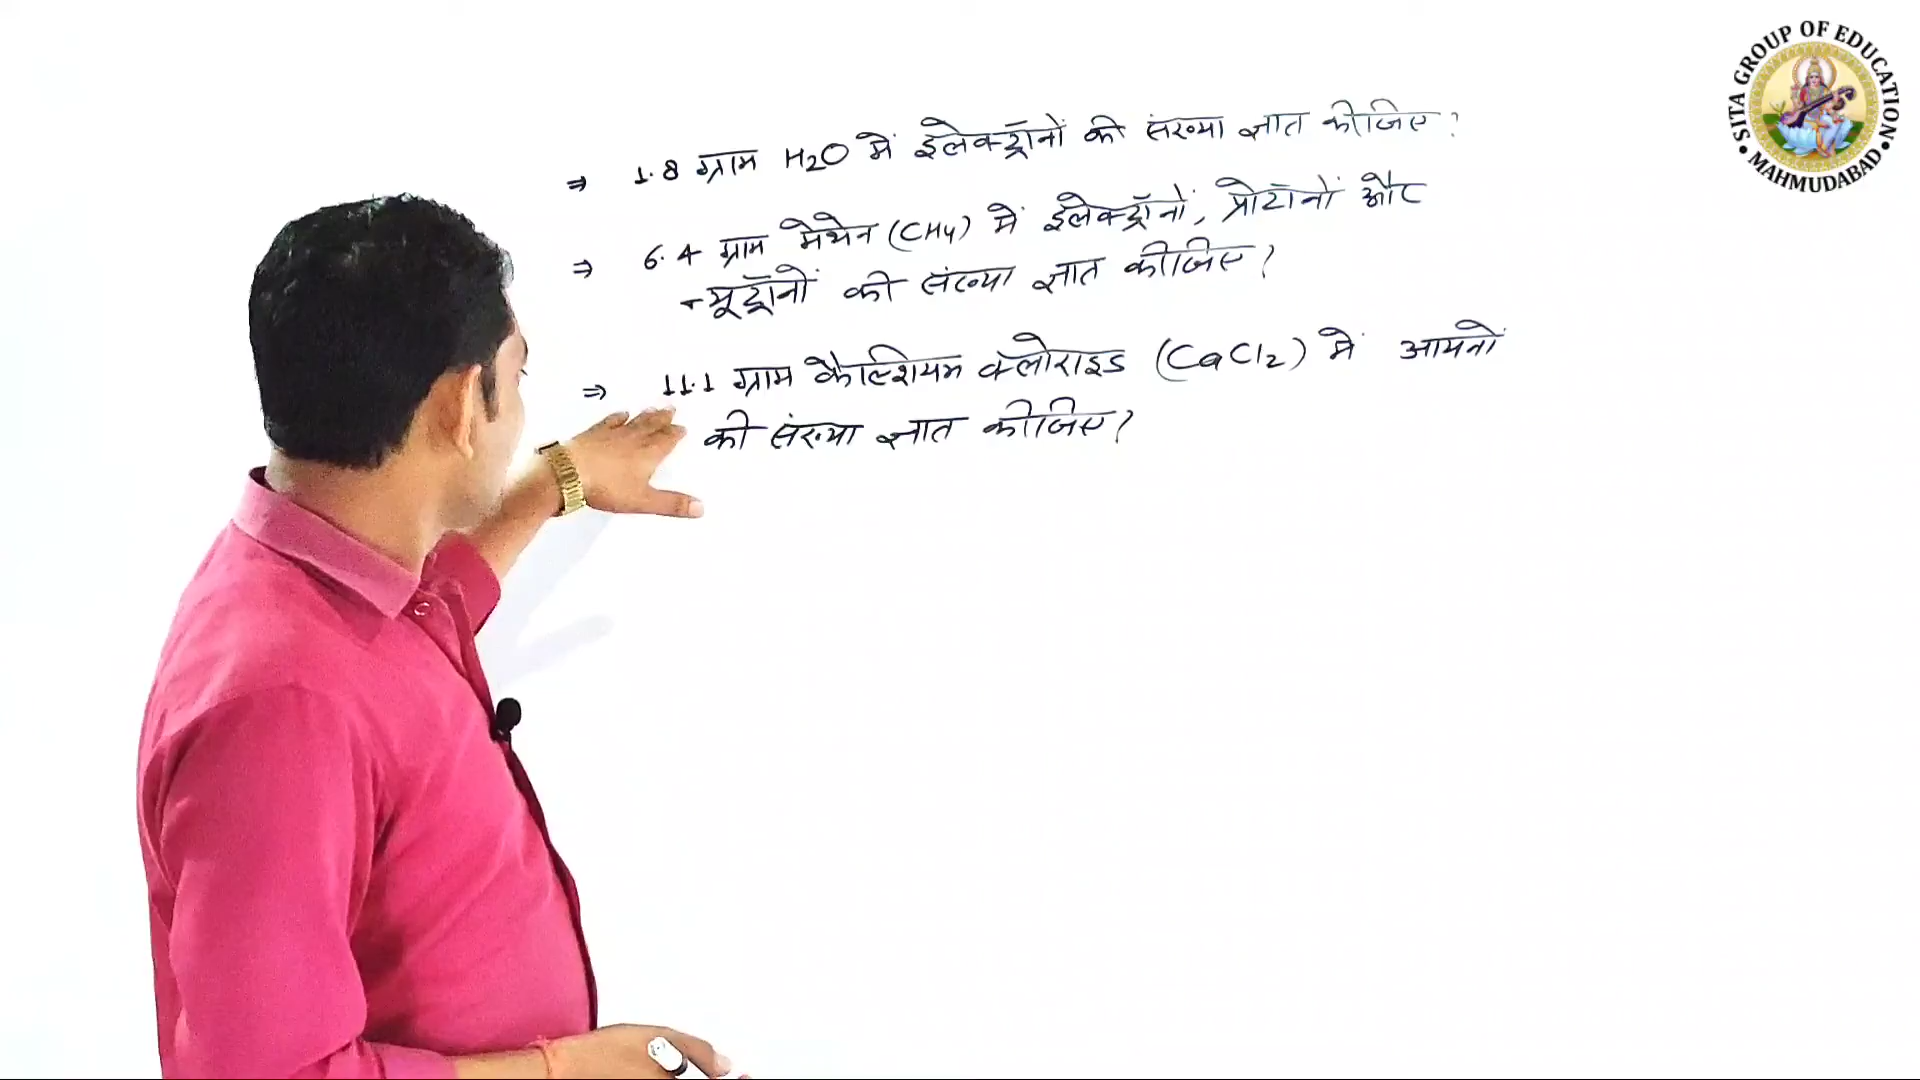 ⇒ 1.8 ग्राम H2O में इलेक्ट्रॉनों की संख्या ज्ञात कीजिए?
⇒ 6.4 ग्राम मेथेन (CH4) में इलेक्ट्रॉनों, प्रोटॉनों और
न्यूट्रॉनों की संख्या ज्ञात कीजिए?
⇒ 11.1 ग्राम कैल्शियम क्लोराइड (CaCl2) में आयनों
की संख्या ज्ञात कीजिए?
SITA GROUP OF EDUCATION
• MAHMUDABAD •